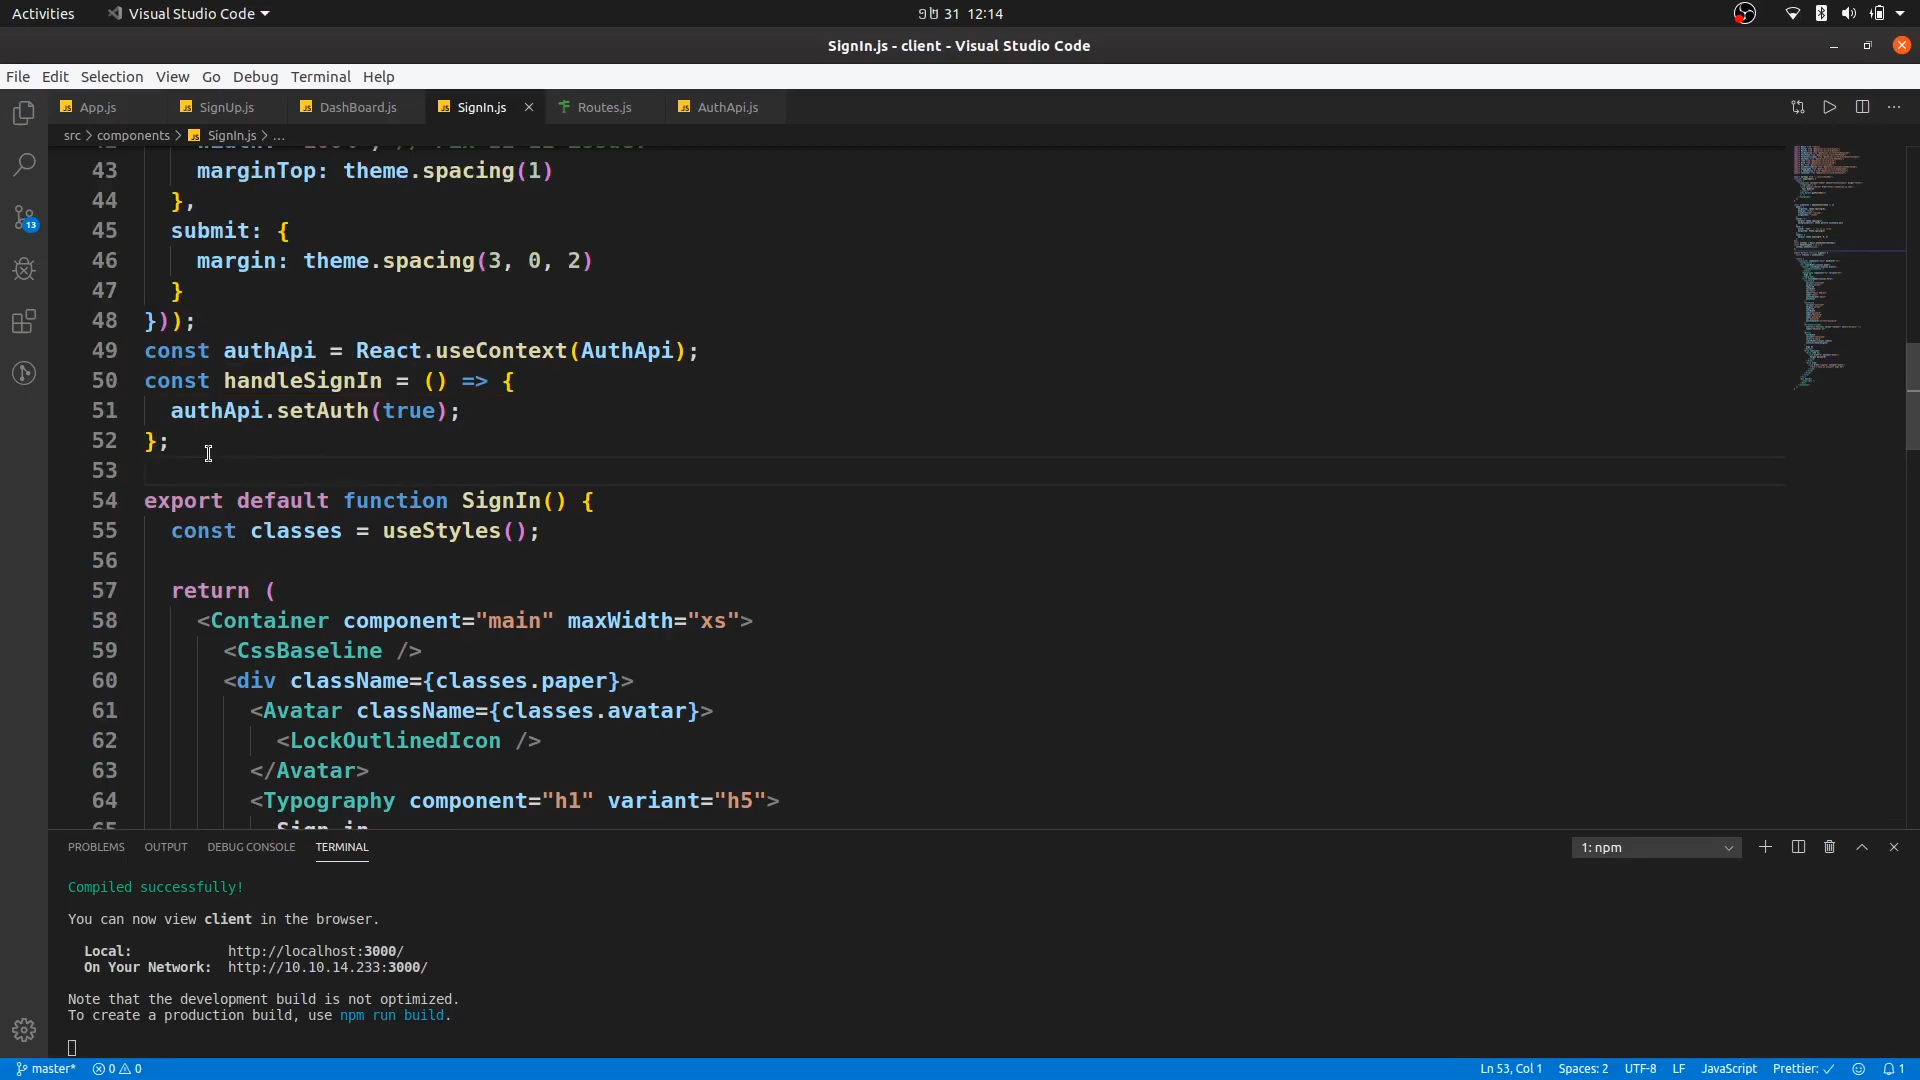 Activities Visual Studio Code 12:14
SignIn.js - client - Visual Studio Code
File Edit Selection View Go Debug Terminal Help
App.js SignUp.js DashBoard.js SignIn.js Routes.js AuthApi.js
src > components > SignIn.js > ...
43 marginTop: theme.spacing(1)
44 },
45 submit: {
46 margin: theme.spacing(3, 0, 2)
47 }
48 }));
49 const authApi = React.useContext(AuthApi);
50 const handleSignIn = () => {
51 authApi.setAuth(true);
52 };
53
54 export default function SignIn() {
55 const classes = useStyles();
56
57 return (
58 <Container component="main" maxWidth="xs">
59 <CssBaseline />
60 <div className={classes.paper}>
61 <Avatar className={classes.avatar}>
62 <LockOutlinedIcon />
63 </Avatar>
64 <Typography component="h1" variant="h5">
65 Sign in
13
PROBLEMS OUTPUT DEBUG CONSOLE TERMINAL 1: npm
Compiled successfully!
You can now view client in the browser.
Local: http://localhost:3000/
On Your Network: http://10.10.14.233:3000/
Note that the development build is not optimized.
To create a production build, use npm run build.
master* 0 0 Ln 53, Col 1 Spaces: 2 UTF-8 LF JavaScript Prettier: ✓ 1